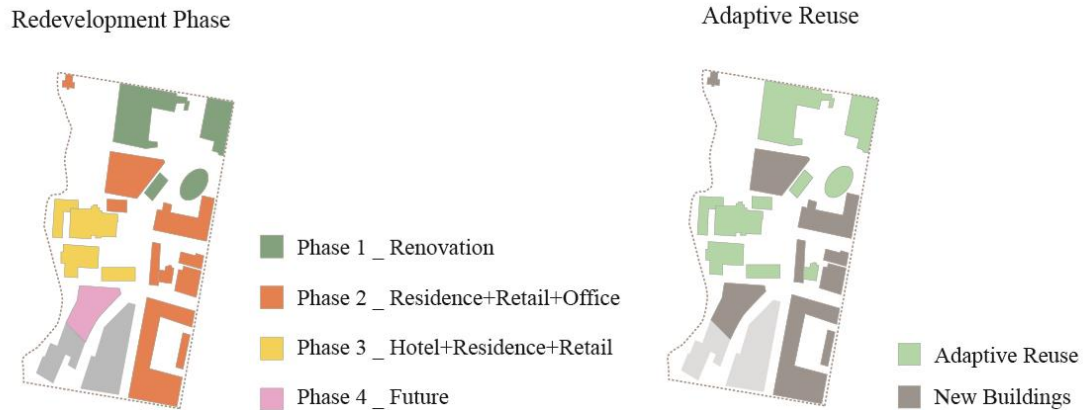 Redevelopment Phase
Phase 1 _ Renovation
Phase 2 _ Residence+Retail+Office
Phase 3 _ Hotel+Residence+Retail
Phase 4 _ Future
Adaptive Reuse
Adaptive Reuse
New Buildings